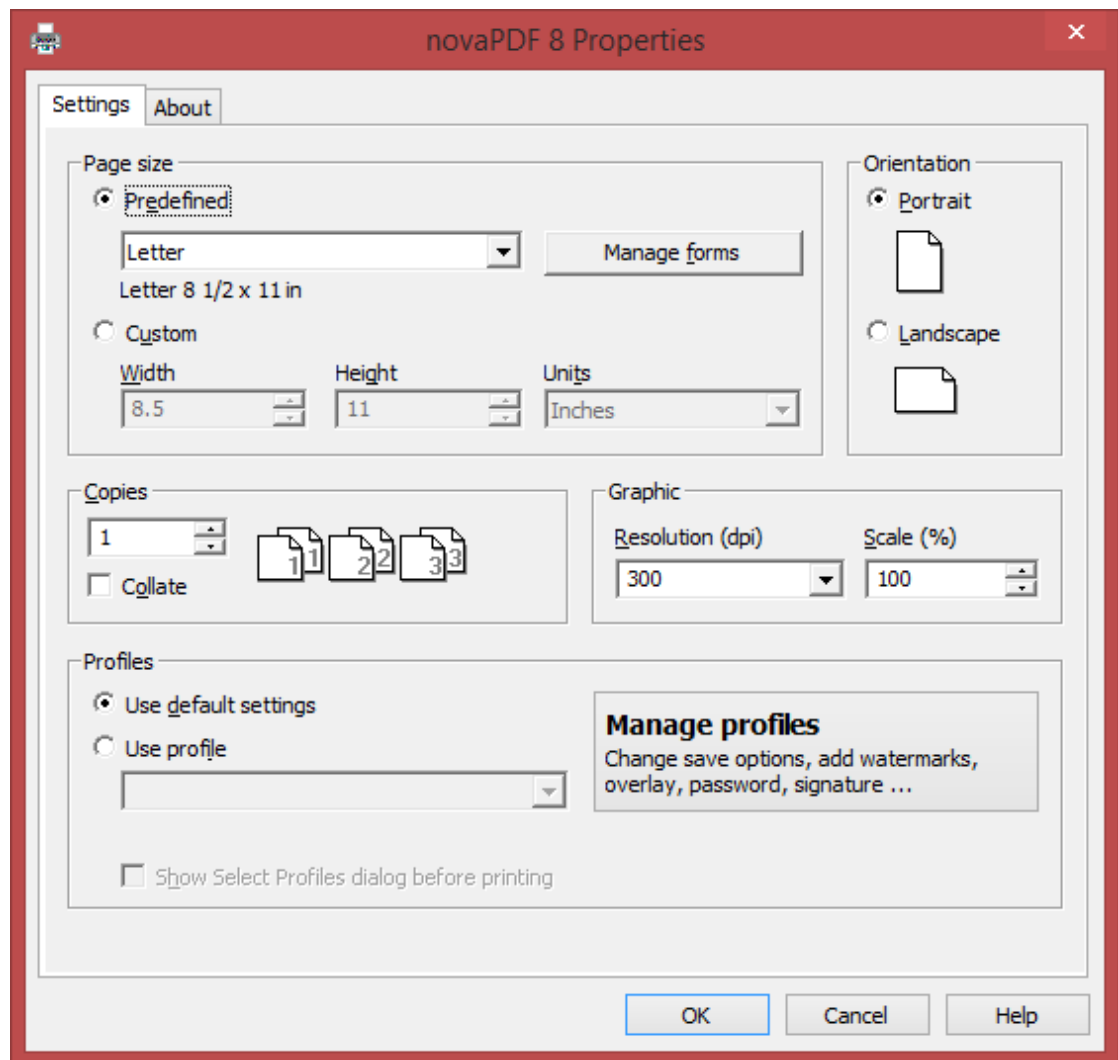 novaPDF 8 Properties
Settings
About
Page size
Predefined
Letter
Manage forms
Letter 8 1/2 x 11 in
Custom
Width
Height
Units
8.5
11
Inches
Orientation
Portrait
Landscape
Copies
1
1 1 2 2 3 3
Collate
Graphic
Resolution (dpi)
Scale (%)
300
100
Profiles
Use default settings
Use profile
Manage profiles
Change save options, add watermarks,
overlay, password, signature ...
Show Select Profiles dialog before printing
OK
Cancel
Help